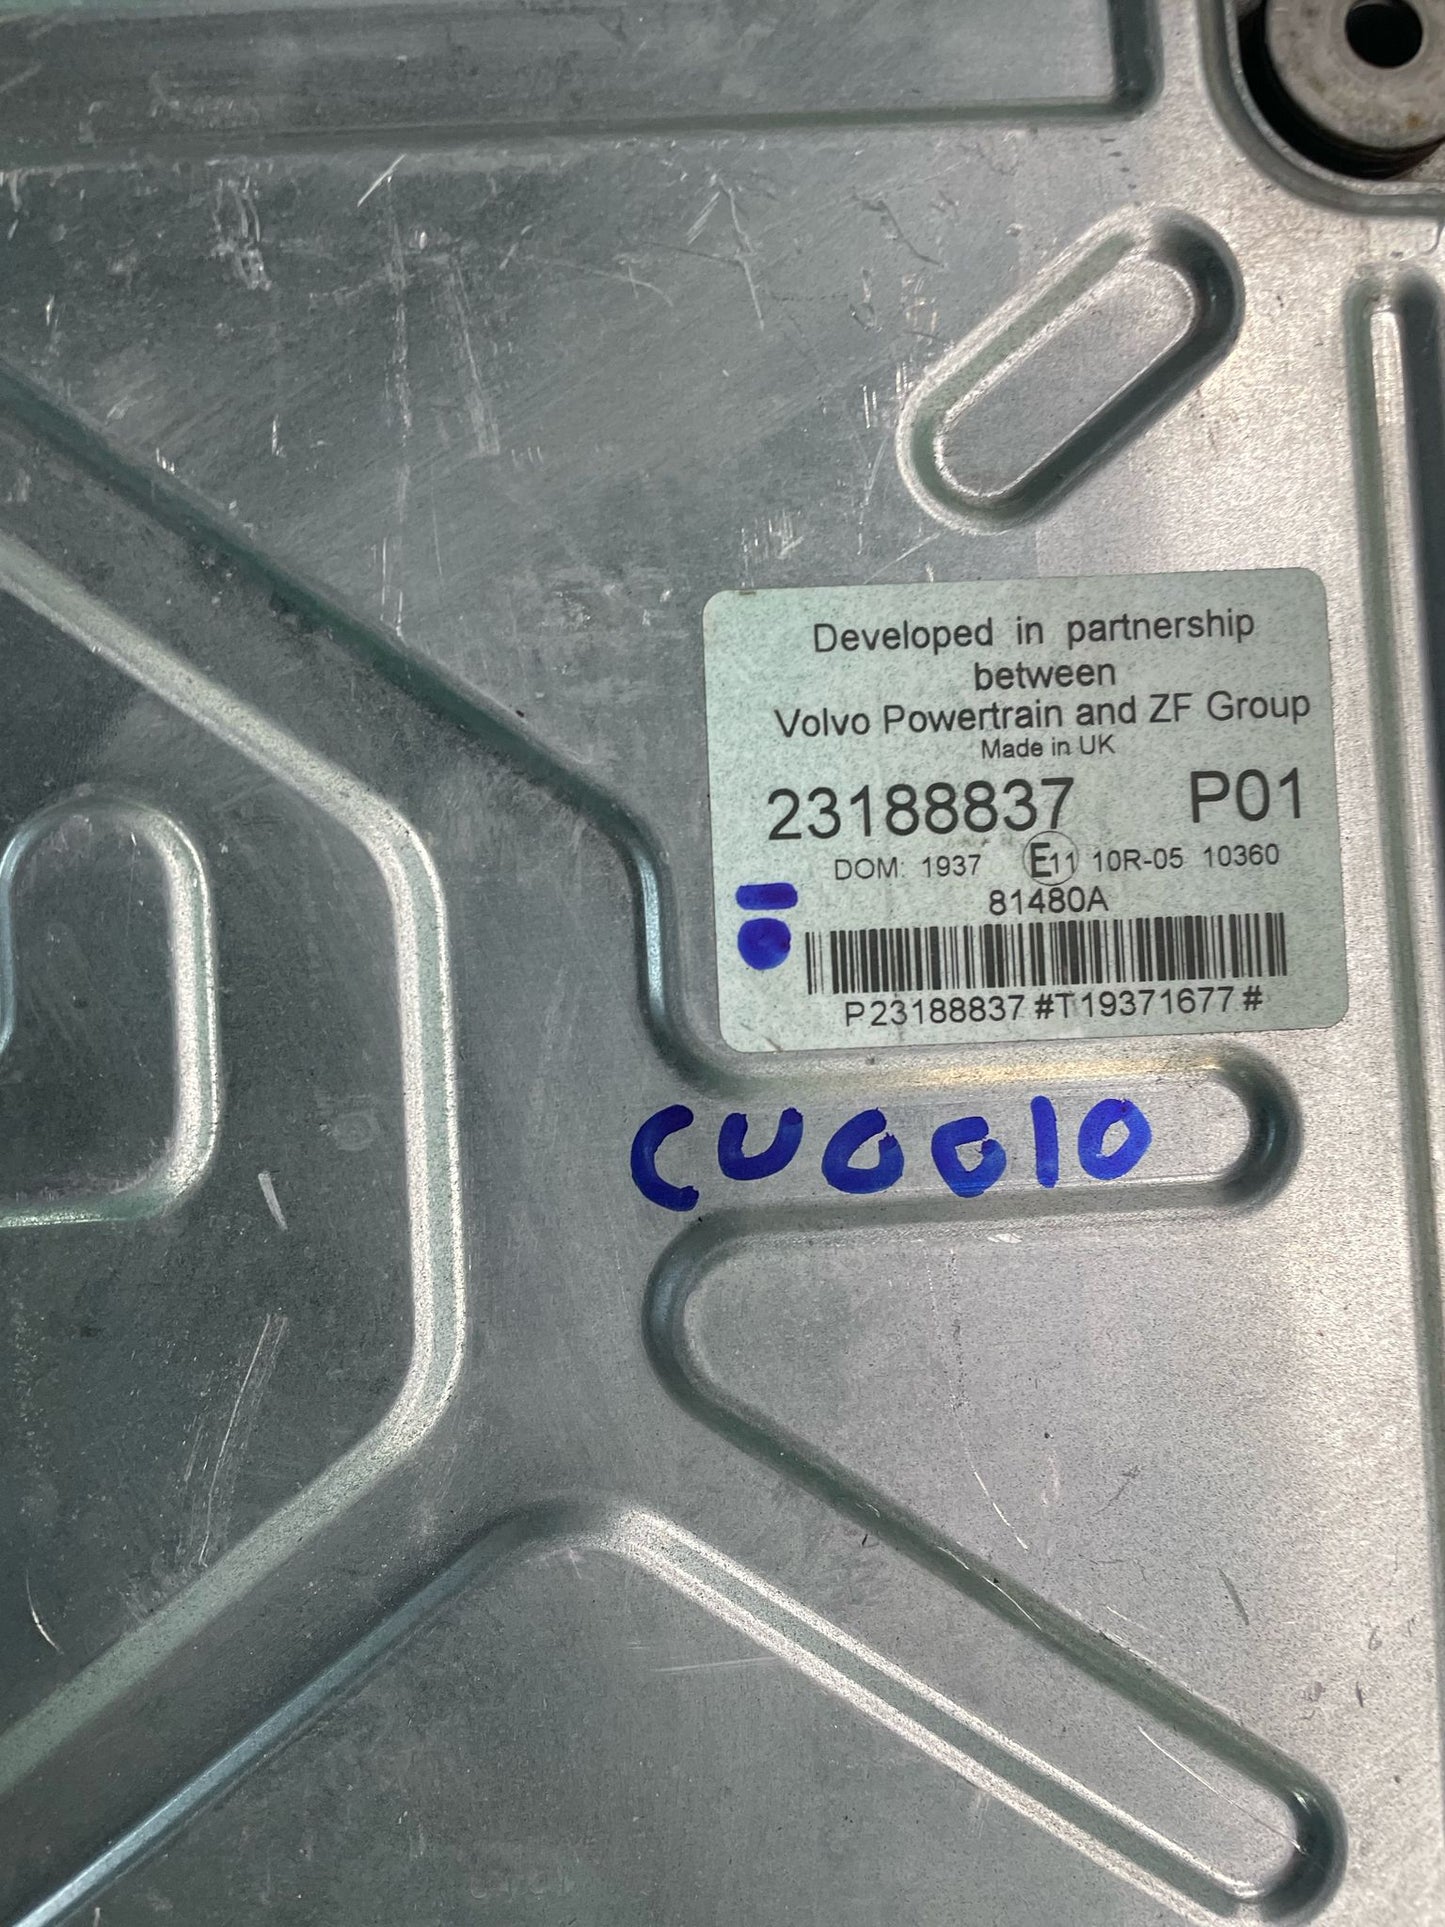 Developed in partnership
between
Volvo Powertrain and ZF Group
Made in UK
23188837 P01
DOM: 1937 E11 10R-05 10360
81480A
P23188837#T19371677#
CU0010